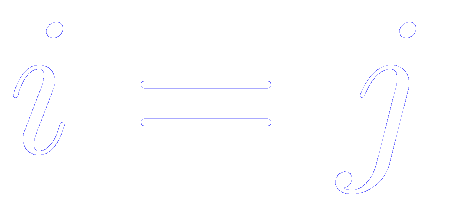 i = j